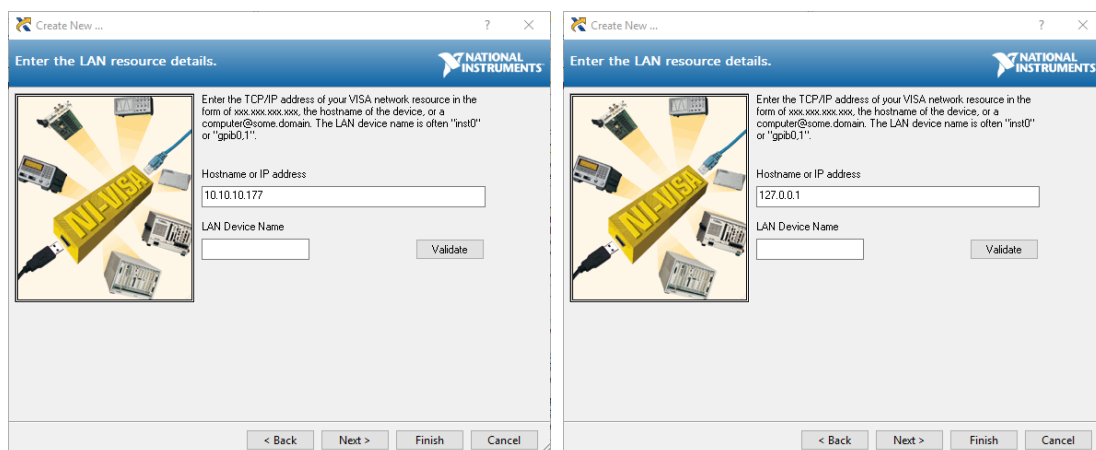 Create New ...
Enter the LAN resource details.
NATIONAL
INSTRUMENTS
NI-VISA
Enter the TCP/IP address of your VISA network resource in the
form of xxx.xxx.xxx.xxx, the hostname of the device, or a
computer@some.domain. The LAN device name is often "inst0"
or "gpib0,1".
Hostname or IP address
10.10.10.177
LAN Device Name
Validate
< Back Next > Finish Cancel
Create New ...
Enter the LAN resource details.
NATIONAL
INSTRUMENTS
NI-VISA
Enter the TCP/IP address of your VISA network resource in the
form of xxx.xxx.xxx.xxx, the hostname of the device, or a
computer@some.domain. The LAN device name is often "inst0"
or "gpib0,1".
Hostname or IP address
127.0.0.1
LAN Device Name
Validate
< Back Next > Finish Cancel